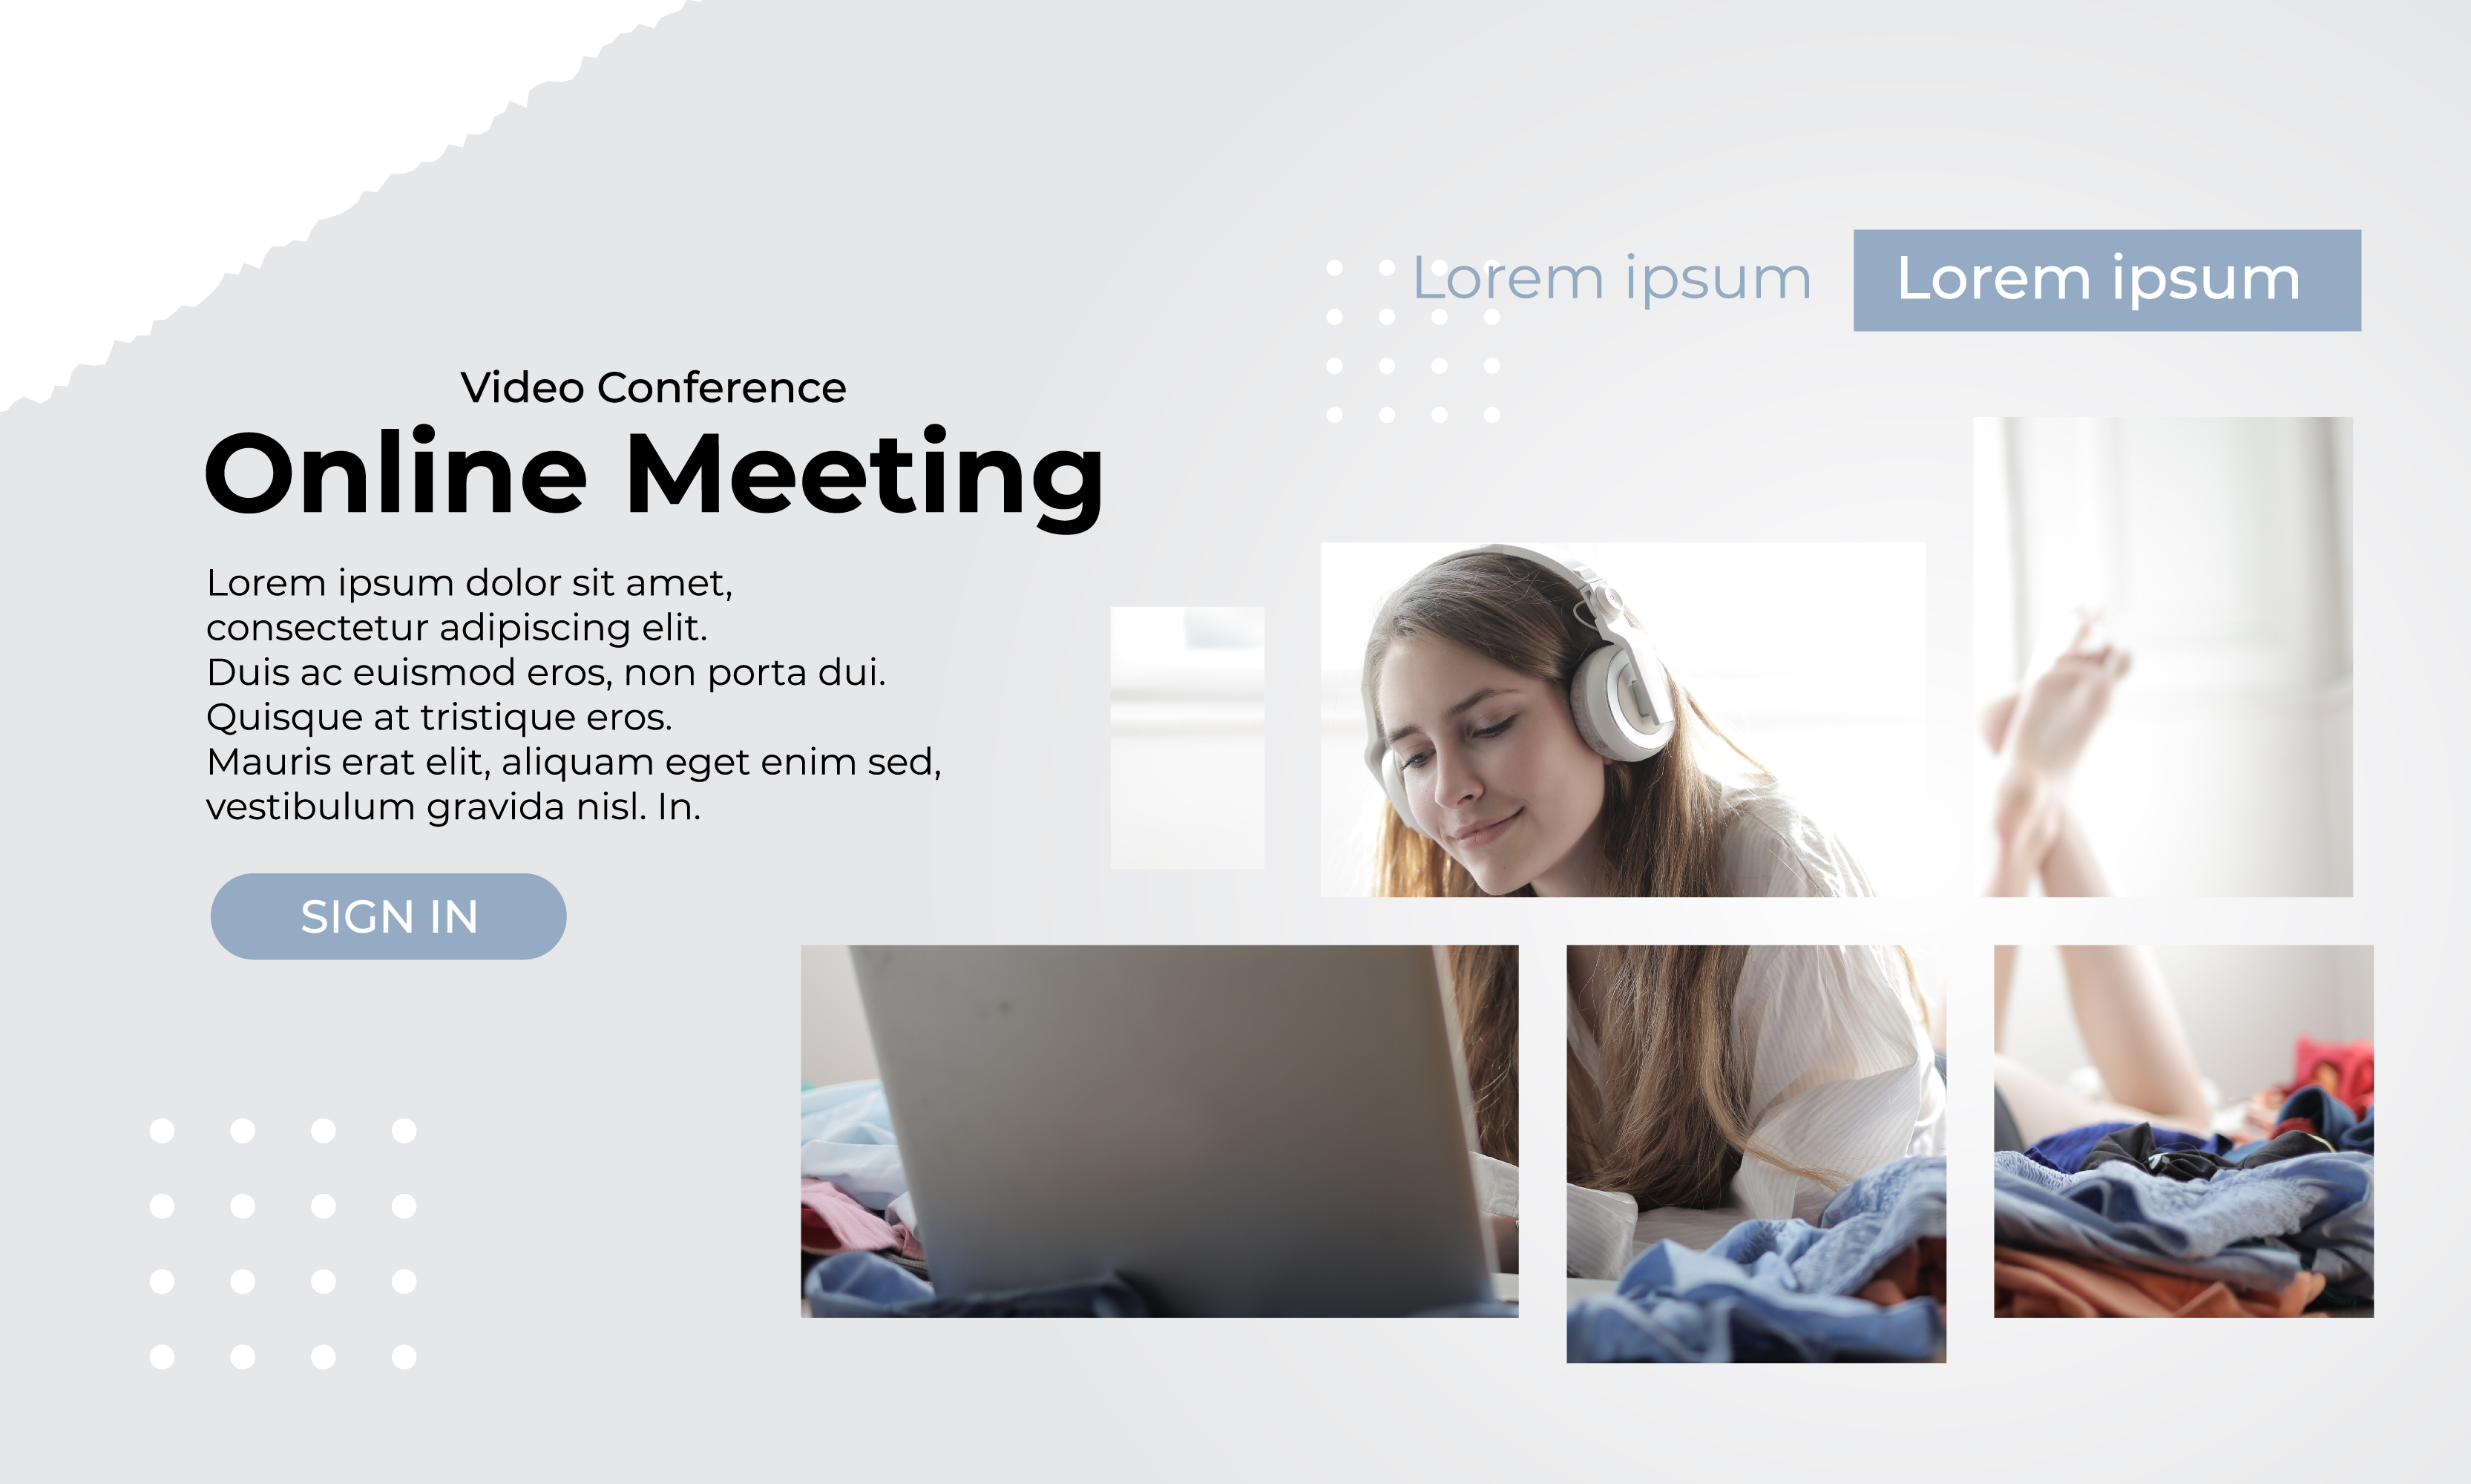 Lorem ipsum
Lorem ipsum
Video Conference
Online Meeting
Lorem ipsum dolor sit amet,
consectetur adipiscing elit.
Duis ac euismod eros, non porta dui.
Quisque at tristique eros.
Mauris erat elit, aliquam eget enim sed,
vestibulum gravida nisl. In.
SIGN IN